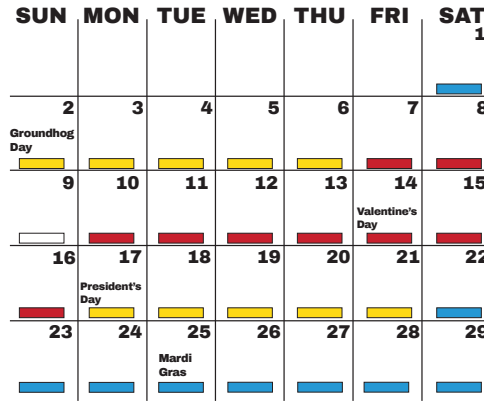 SUN MON TUE WED THU FRI SAT
1
2 3 4 5 6 7 8
Groundhog
Day
9 10 11 12 13 14 15
Valentine's
Day
16 17 18 19 20 21 22
President's
Day
23 24 25 26 27 28 29
Mardi
Gras